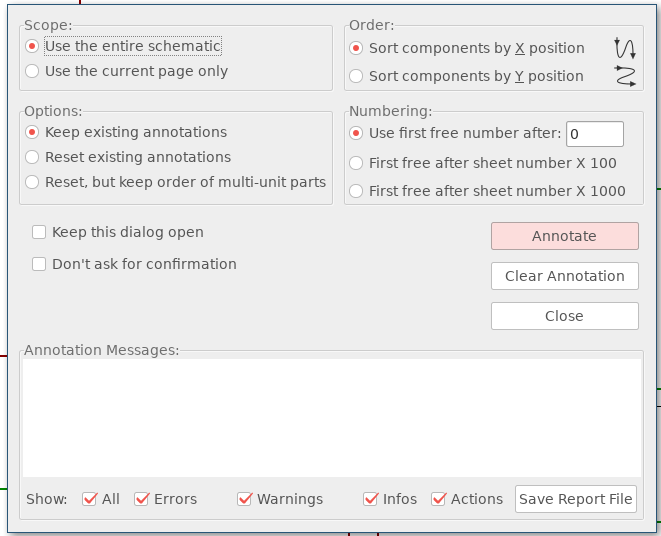 Scope:
Use the entire schematic
Use the current page only
Order:
Sort components by X position
Sort components by Y position
Options:
Keep existing annotations
Reset existing annotations
Reset, but keep order of multi-unit parts
Numbering:
Use first free number after: 0
First free after sheet number X 100
First free after sheet number X 1000
Keep this dialog open
Don't ask for confirmation
Annotate
Clear Annotation
Close
Annotation Messages:
Show: All Errors Warnings Infos Actions Save Report File